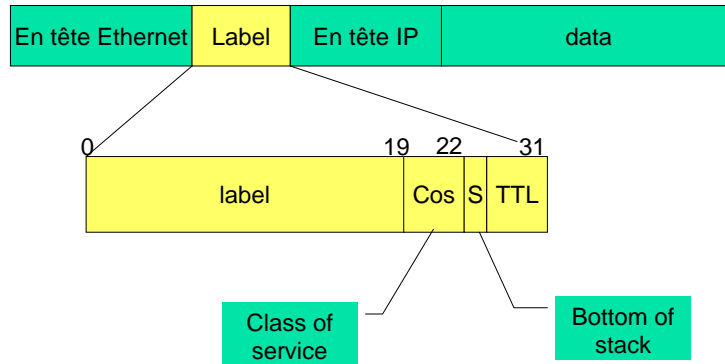 En tête Ethernet Label En tête IP data
0 19 22 31
label Cos S TTL
Class of
service
Bottom of
stack